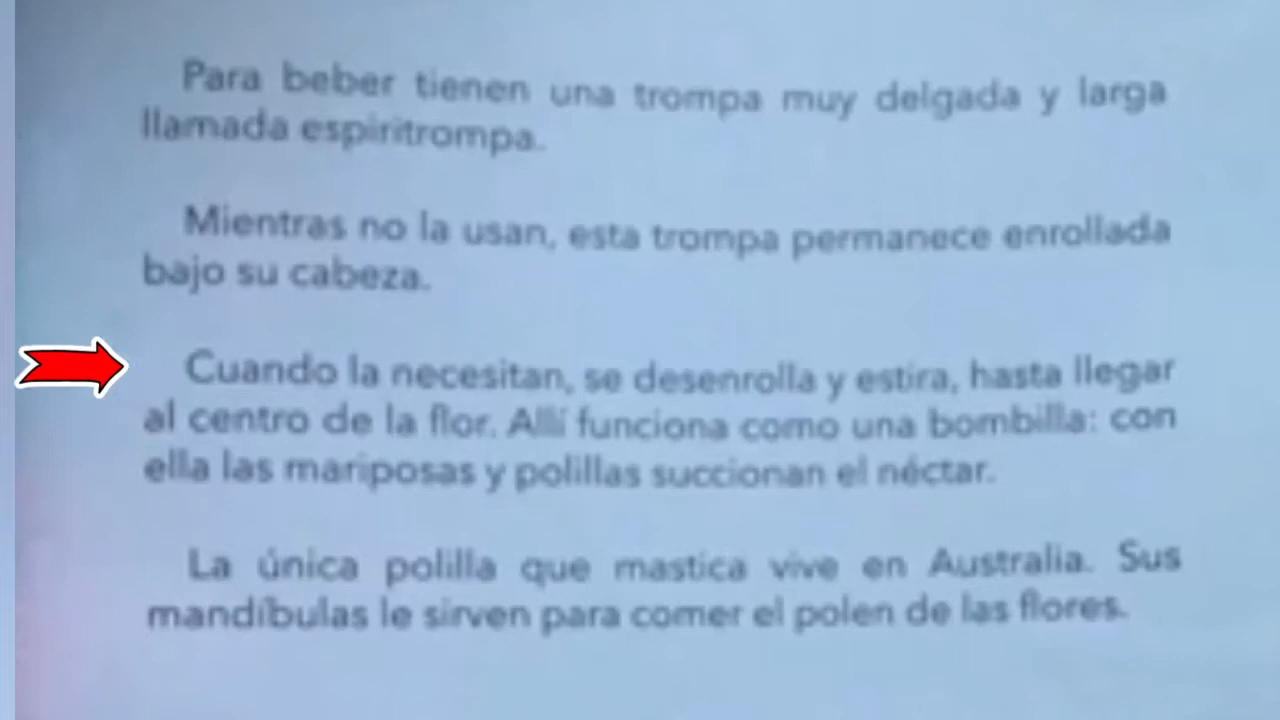 Para beber tienen una trompa muy delgada y larga
llamada espiritrompa.
Mientras no la usan, esta trompa permanece enrollada
bajo su cabeza.
Cuando la necesitan, se desenrolla y estira, hasta llegar
al centro de la flor. Allí funciona como una bombilla: con
ella las mariposas y polillas succionan el néctar.
La única polilla que mastica vive en Australia. Sus
mandíbulas le sirven para comer el polen de las flores.